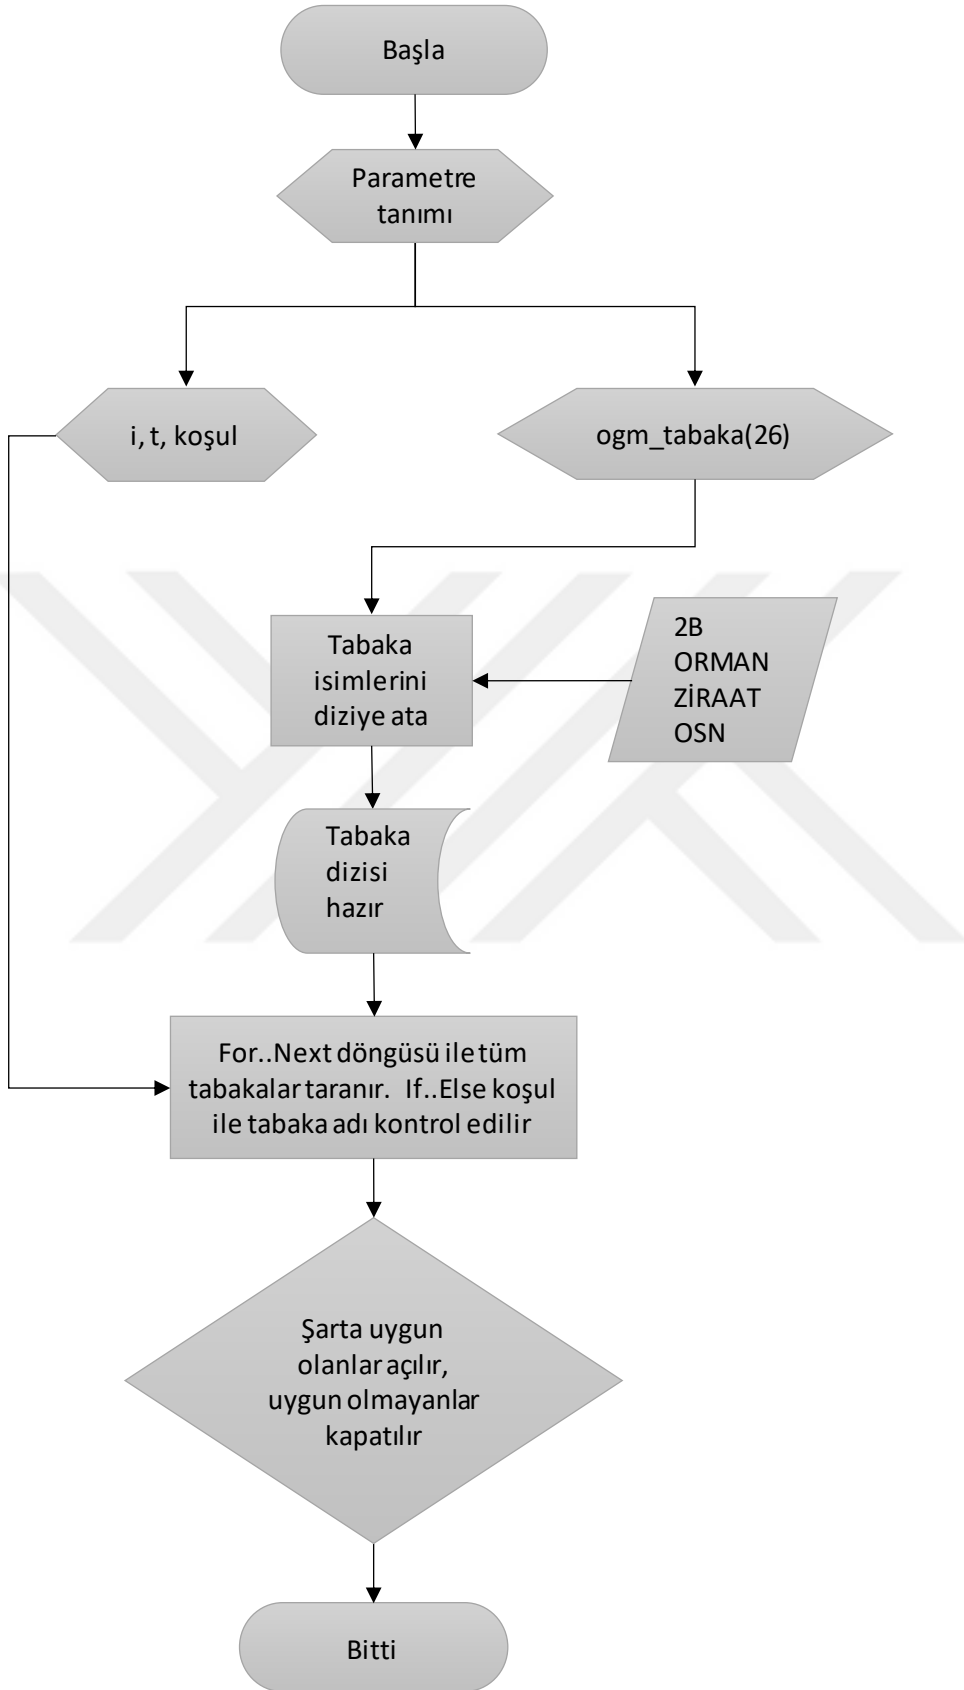 Başla
Parametre
tanımı
i, t, koşul
ogm_tabaka(26)
Tabaka
isimlerini
diziye ata
2B
ORMAN
ZİRAAT
OSN
Tabaka
dizisi
hazır
For..Next döngüsü ile tüm
tabakalar taranır. If..Else koşul
ile tabaka adı kontrol edilir
Şarta uygun
olanlar açılır,
uygun olmayanlar
kapatılır
Bitti